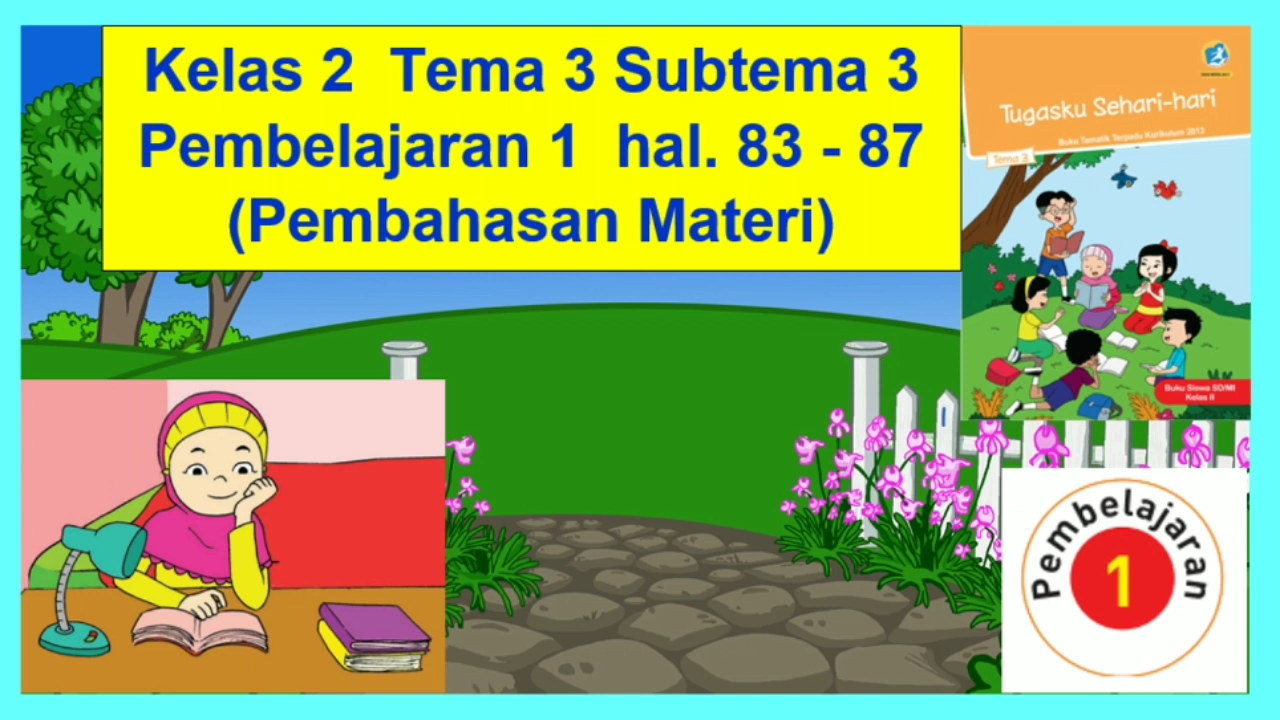 Kelas 2 Tema 3 Subtema 3
Pembelajaran 1 hal. 83 - 87
(Pembahasan Materi)
Tugasku Sehari-hari
Buku Tematik Terpadu Kurikulum 2013
Tema 3
Buku Siswa SD/MI
Kelas II
Pembelajaran
1